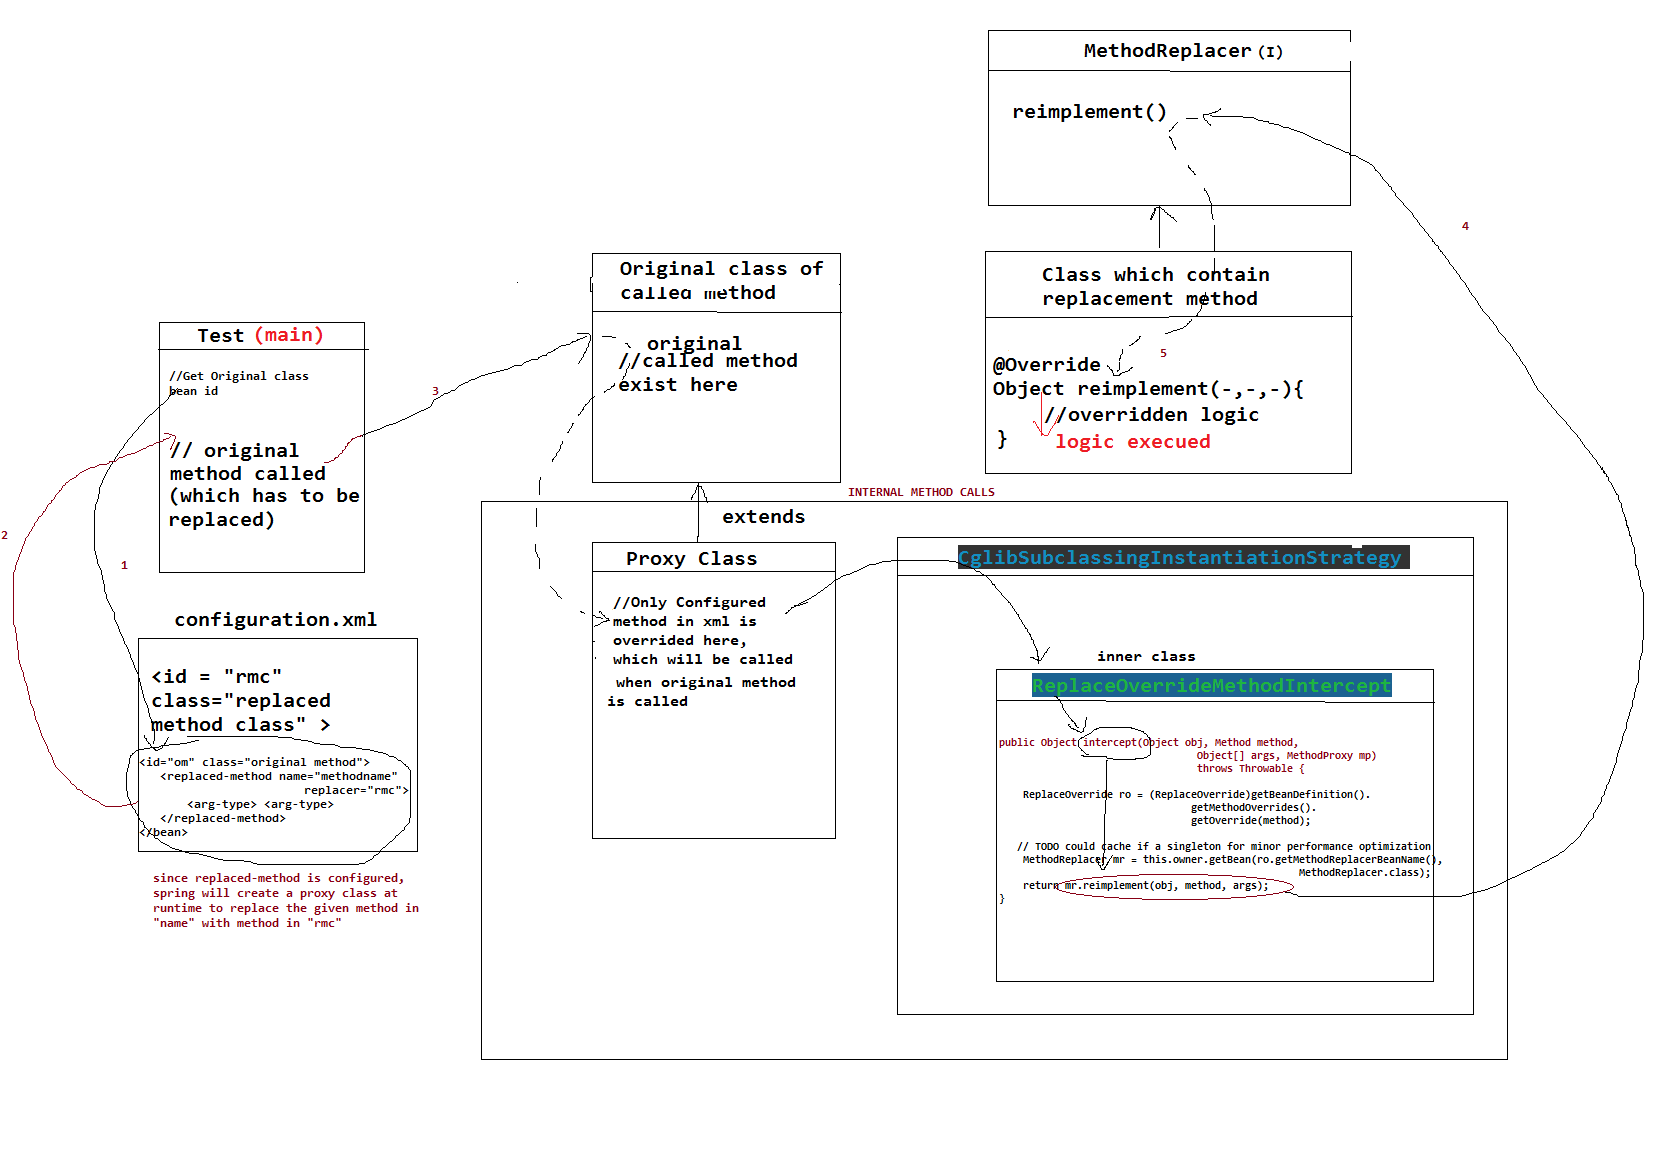 MethodReplacer (I)
reimplement()
4
Class which contain
replacement method
5
@Override
Object reimplement(-,-,-){
//overridden logic
}
logic execued
Original class of
called method
original
//called method
exist here
3
Test (main)
//Get Original class
bean id
// original
method called
(which has to be
replaced)
2
1
configuration.xml
<id = "rmc"
class="replaced
method class" >
<id="om" class="original method">
<replaced-method name="methodname"
replacer="rmc">
<arg-type> <arg-type>
</replaced-method>
</bean>
since replaced-method is configured,
spring will create a proxy class at
runtime to replace the given method in
"name" with method in "rmc"
INTERNAL METHOD CALLS
extends
Proxy Class
//Only Configured
method in xml is
overrided here,
which will be called
when original method
is called
CglibSubclassingInstantiationStrategy
inner class
ReplaceOverrideMethodIntercept
public Object intercept(Object obj, Method method,
Object[] args, MethodProxy mp)
throws Throwable {
ReplaceOverride ro = (ReplaceOverride)getBeanDefinition().
getMethodOverrides().
getOverride(method);
// TODO could cache if a singleton for minor performance optimization
MethodReplacer mr = this.owner.getBean(ro.getMethodReplacerBeanName(),
MethodReplacer.class);
return mr.reimplement(obj, method, args);
}